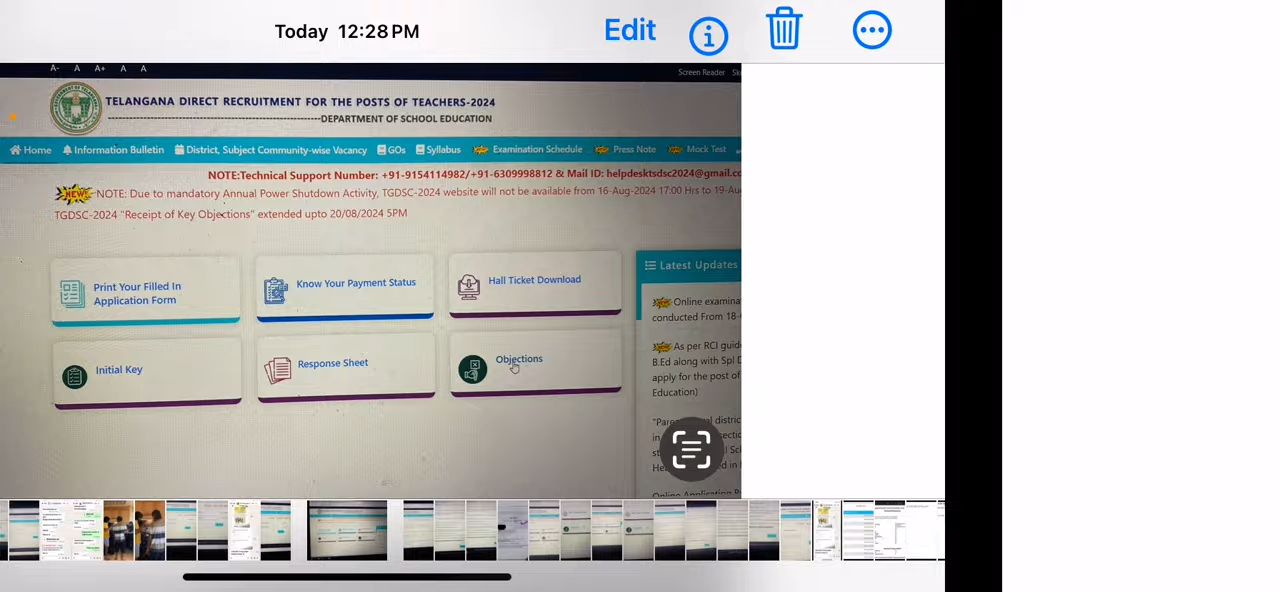 Today 12:28 PM
Edit
A- A A+ A A
Screen Reader
TELANGANA DIRECT RECRUITMENT FOR THE POSTS OF TEACHERS-2024
DEPARTMENT OF SCHOOL EDUCATION
Home Information Bulletin District, Subject Community-wise Vacancy GOs Syllabus Examination Schedule Press Note Mock Test
NOTE:Technical Support Number: +91-9154114982/+91-6309998812 & Mail ID: helpdesktsdsc2024@gmail.co
NEW NOTE: Due to mandatory Annual Power Shutdown Activity, TGDSC-2024 website will not be available from 16-Aug-2024 17:00 Hrs to 19-Au
TGDSC-2024 "Receipt of Key Objections" extended upto 20/08/2024 5PM
Print Your Filled In
Application Form
Know Your Payment Status
Hall Ticket Download
Initial Key
Response Sheet
Objections
Latest Updates
Online examina
conducted From 18-
As per RCI guid
B.Ed along with Spl D
apply for the post of
Education)
distric
Online Application